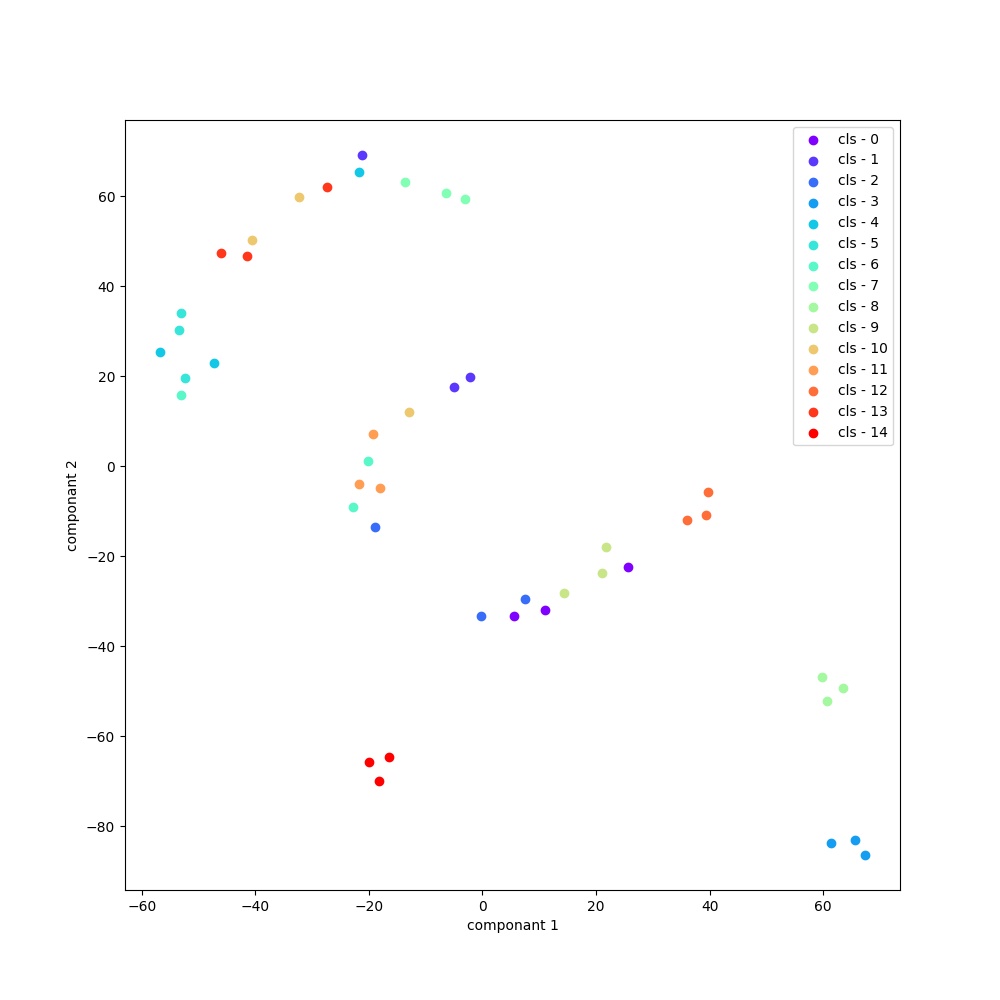 cls - 0
cls - 1
cls - 2
cls - 3
cls - 4
cls - 5
cls - 6
cls - 7
cls - 8
cls - 9
cls - 10
cls - 11
cls - 12
cls - 13
cls - 14
60
40
20
0
−20
−40
−60
−80
componant 2
−60 −40 −20 0 20 40 60
componant 1